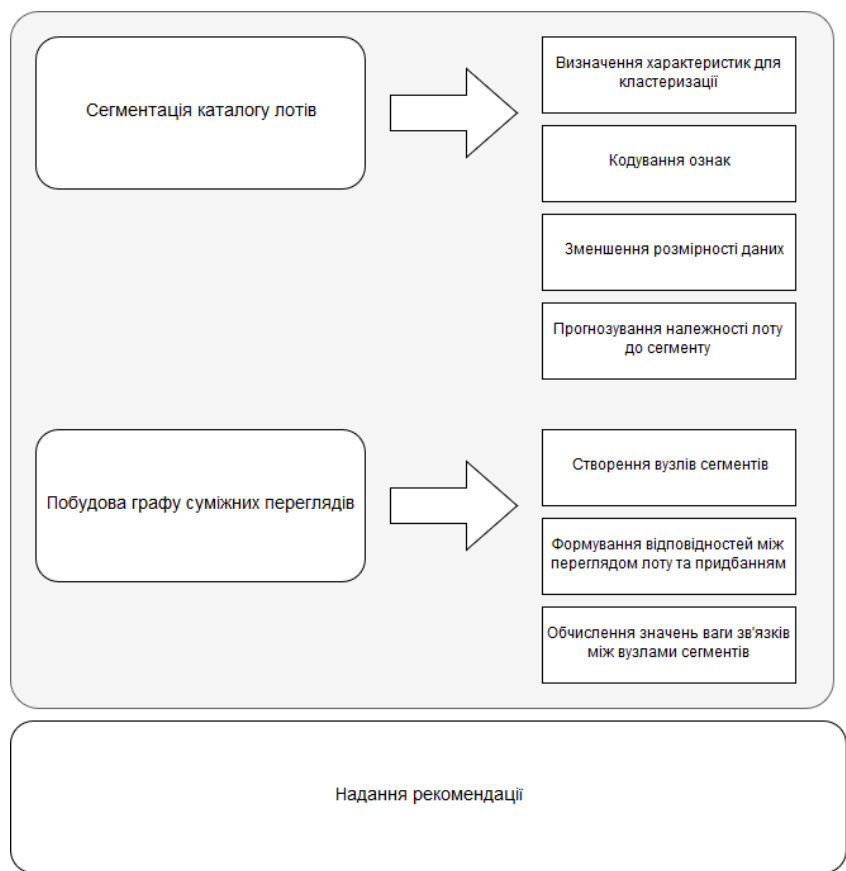 Сегментація каталогу лотів
Визначення характеристик для
кластеризації
Кодування ознак
Зменшення розмірності даних
Прогнозування належності лоту
до сегменту
Побудова графу суміжних переглядів
Створення вузлів сегментів
Формування відповідностей між
переглядом лоту та придбанням
Обчислення значень ваги зв'язків
між вузлами сегментів
Надання рекомендації